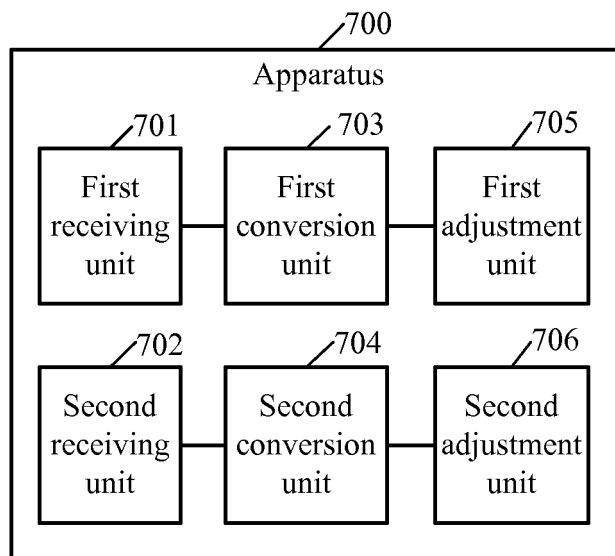 700
Apparatus
701
703
705
First
receiving
unit
First
conversion
unit
First
adjustment
unit
702
704
706
Second
receiving
unit
Second
conversion
unit
Second
adjustment
unit